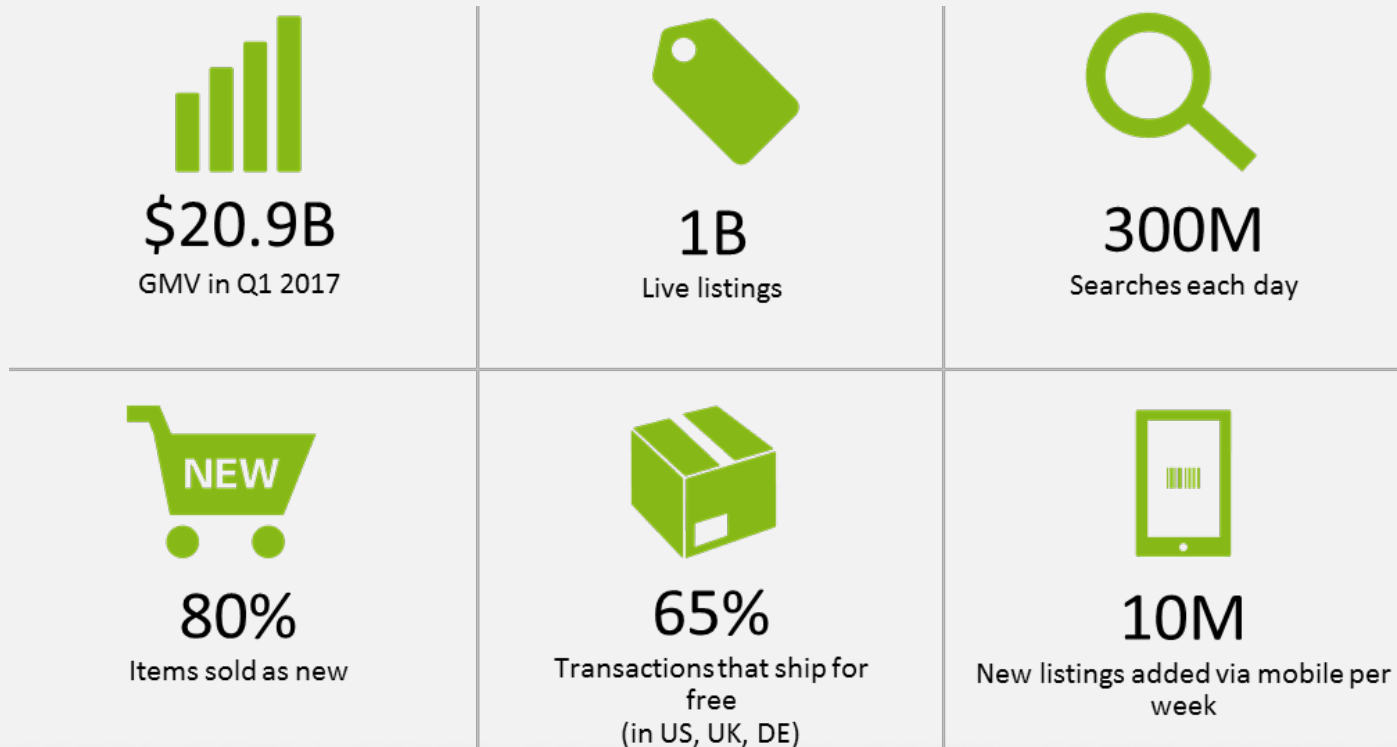 $20.9B
GMV in Q1 2017
1B
Live listings
300M
Searches each day
NEW
80%
Items sold as new
65%
Transactions that ship for
free
(in US, UK, DE)
10M
New listings added via mobile per
week